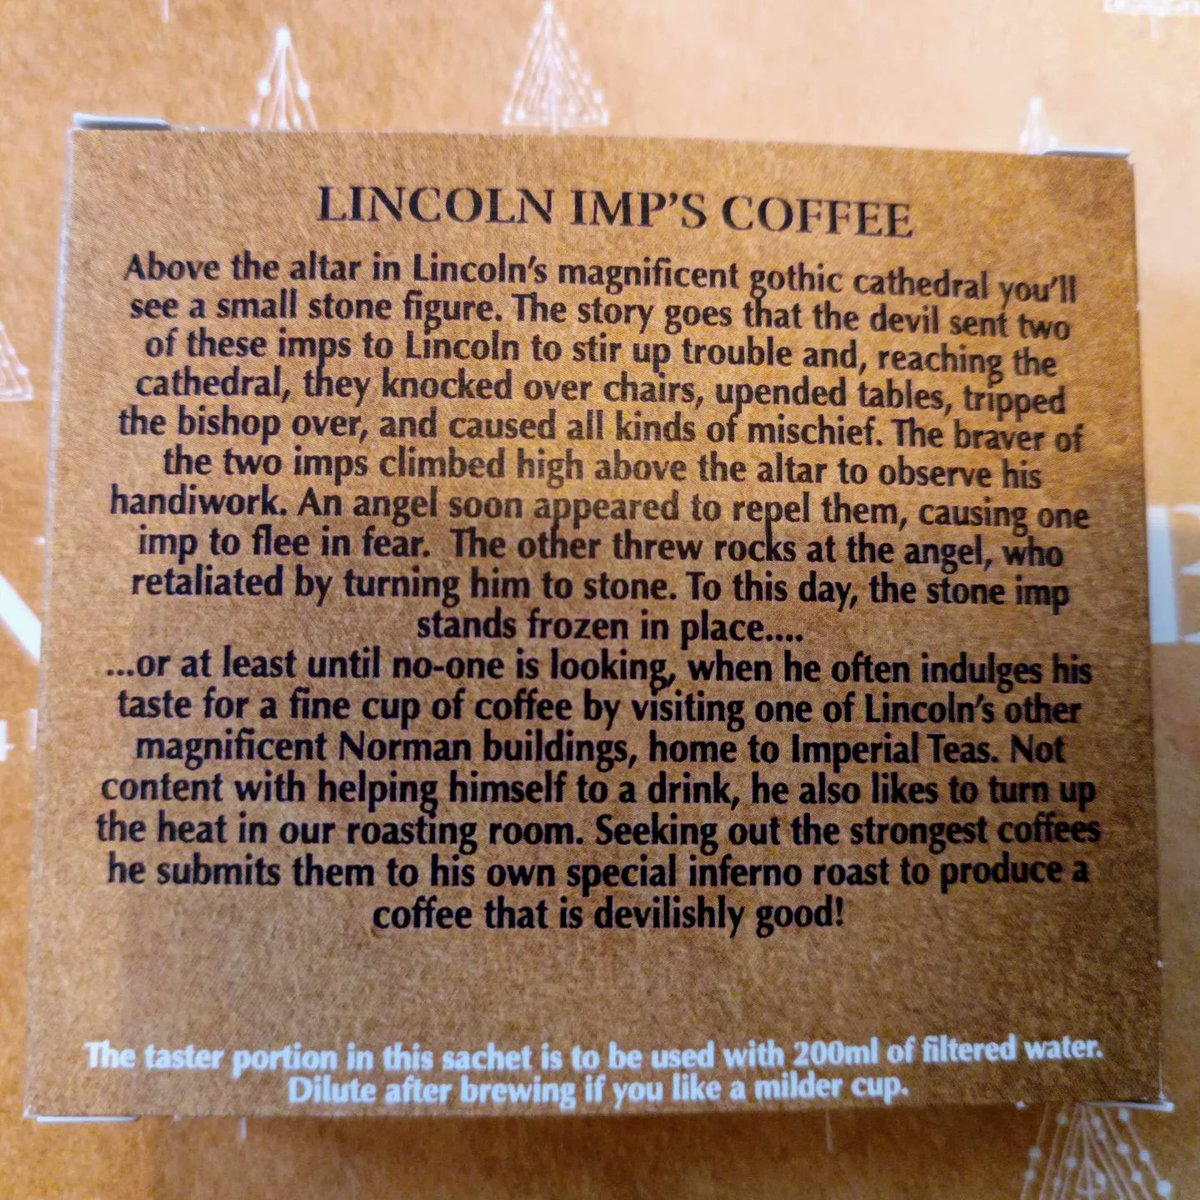 LINCOLN IMP'S COFFEE
Above the altar in Lincoln's magnificent gothic cathedral you'll
see a small stone figure. The story goes that the devil sent two
of these imps to Lincoln to stir up trouble and, reaching the
cathedral, they knocked over chairs, upended tables, tripped
the bishop over, and caused all kinds of mischief. The braver of
the two imps climbed high above the altar to observe his
handiwork. An angel soon appeared to repel them, causing one
imp to flee in fear.  The other threw rocks at the angel, who
retaliated by turning him to stone. To this day, the stone imp
stands frozen in place....
...or at least until no-one is looking, when he often indulges his
taste for a fine cup of coffee by visiting one of Lincoln's other
magnificent Norman buildings, home to Imperial Teas. Not
content with helping himself to a drink, he also likes to turn up
the heat in our roasting room. Seeking out the strongest coffees
he submits them to his own special inferno roast to produce a
coffee that is devilishly good!
The taster portion in this sachet is to be used with 200ml of filtered water.
Dilute after brewing if you like a milder cup.